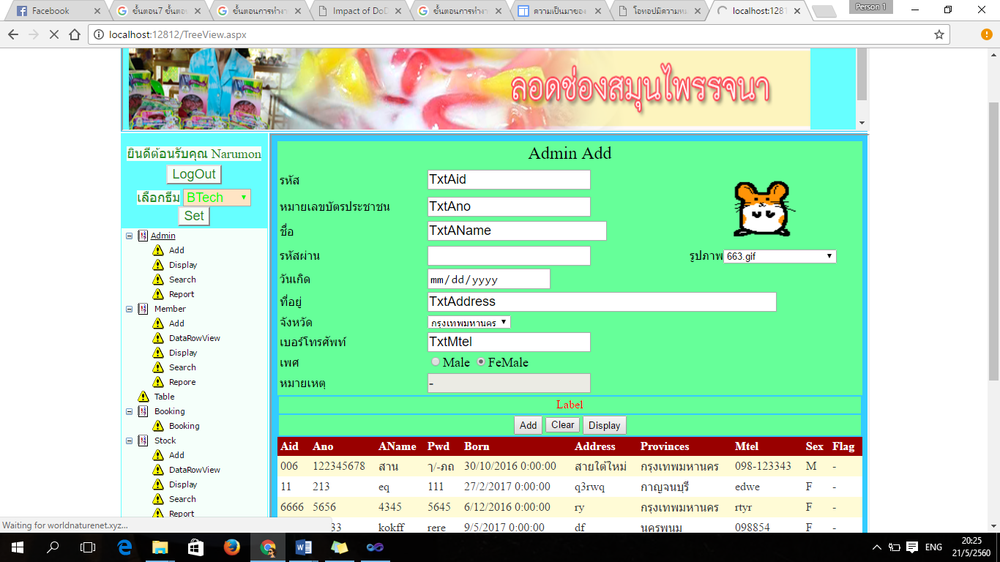 Facebook
ขั้นตอน7 ขั้นตอน
ขั้นตอนการทำงา
Impact of DoD
ขั้นตอนการทำงา
ความเป็นมาของ
โอทอปมีความหม
localhost:1281
Person 1
localhost:12812/TreeView.aspx
ลอดช่องสมุนไพรรจนา
ยินดีต้อนรับคุณ Narumon
LogOut
เลือกธีม BTech
Set
Admin
Add
Display
Search
Report
Member
Add
DataRowView
Display
Search
Repore
Table
Booking
Booking
Stock
Add
DataRowView
Display
Search
Report
Admin Add
รหัส TxtAid
หมายเลขบัตรประชาชน TxtAno
ชื่อ TxtAName
รหัสผ่าน
รูปภาพ 663.gif
วันเกิด mm/dd/yyyy
ที่อยู่ TxtAddress
จังหวัด กรุงเทพมหานคร
เบอร์โทรศัพท์ TxtMtel
เพศ Male FeMale
หมายเหตุ -
Label
Add Clear Display
Aid Ano AName Pwd Born Address Provinces Mtel Sex Flag
006 122345678 สาน ๅ/-ภถ 30/10/2016 0:00:00 สายใต้ใหม่ กรุงเทพมหานคร 098-123343 M -
11 213 eq 111 27/2/2017 0:00:00 q3rwq กาญจนบุรี edwe F -
6666 5656 4345 5645 6/12/2016 0:00:00 ry กรุงเทพมหานคร rtyr F -
33 kokff rere 9/5/2017 0:00:00 df นครพนม 098854 F -
Waiting for worldnaturenet.xyz...
ENG
20:25
21/5/2560